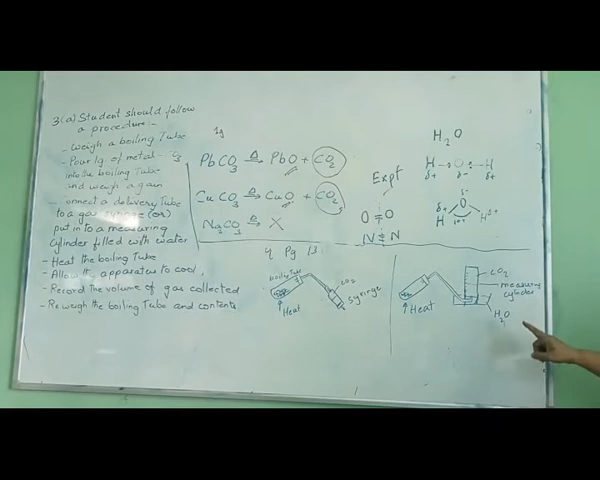 3(a) Student should follow
a procedure:-
- Weigh a boiling Tube
- Pour 1g of metal
into the boiling Tube
and weigh again
- Connect a delivery Tube
to a gas syringe (or)
put in to a measuring
cylinder filled with water
- Heat the boiling Tube
- Allow the apparatus to cool,
- Record the volume of gas collected
- Reweigh the boiling Tube and contents
1g
PbCO3 Δ→ PbO + CO2
CuCO3 Δ→ CuO + CO2
Na2CO3 Δ→ X
Expt
O = O
N ≡ N
H2O
H - O - H
δ+ δ- δ+
δ-
δ+ O
H H δ+
4 Pg 13
boiling Tube
CO2
Syringe
↑ Heat
CO2
measuring
cylinder
↑ Heat
H2O